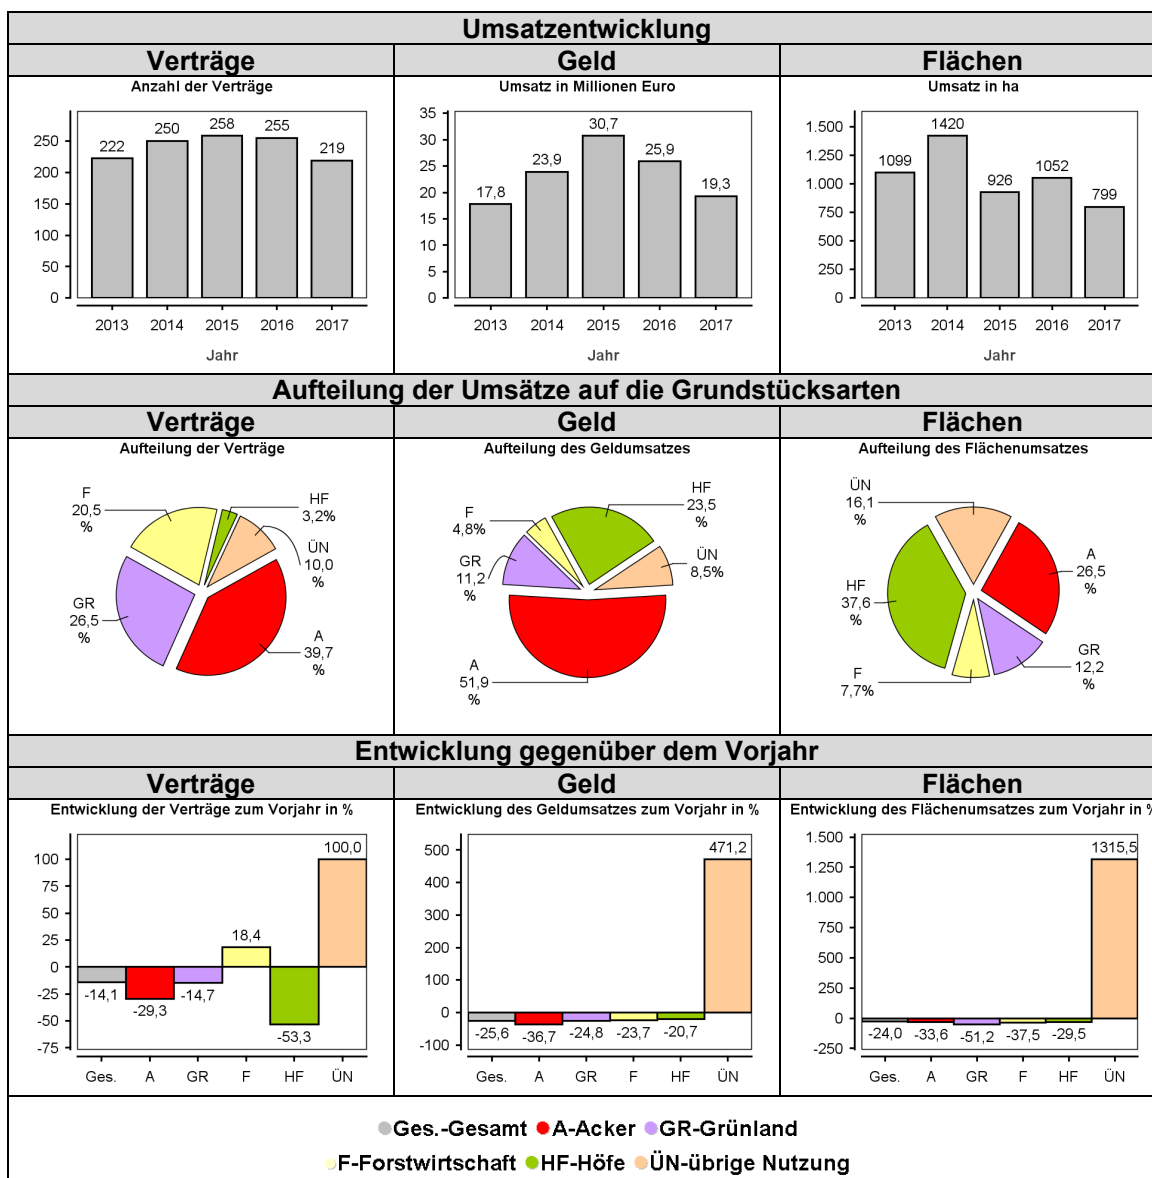 Umsatzentwicklung
Verträge Geld Flächen
Anzahl der Verträge
250
200
150
100
50
0
222 250 258 255 219
2013 2014 2015 2016 2017
Jahr
Umsatz in Millionen Euro
35
30
25
20
15
10
5
0
17,8 23,9 30,7 25,9 19,3
2013 2014 2015 2016 2017
Jahr
Umsatz in ha
1.500
1.250
1.000
750
500
250
0
1099 1420 926 1052 799
2013 2014 2015 2016 2017
Jahr
Aufteilung der Umsätze auf die Grundstücksarten
Verträge Geld Flächen
Aufteilung der Verträge
F
20,5
%
HF
3,2%
ÜN
10,0
%
GR
26,5
%
A
39,7
%
Aufteilung des Geldumsatzes
HF
23,5
%
F
4,8%
GR
11,2
%
ÜN
8,5%
A
51,9
%
Aufteilung des Flächenumsatzes
ÜN
16,1
%
A
26,5
%
HF
37,6
%
GR
12,2
%
F
7,7%
Entwicklung gegenüber dem Vorjahr
Verträge Geld Flächen
Entwicklung der Verträge zum Vorjahr in %
100
75
50
25
0
-25
-50
-75
-14,1 -29,3 -14,7 18,4 -53,3 100,0
Ges. A GR F HF ÜN
Entwicklung des Geldumsatzes zum Vorjahr in %
500
400
300
200
100
0
-100
-25,6 -36,7 -24,8 -23,7 -20,7 471,2
Ges. A GR F HF ÜN
Entwicklung des Flächenumsatzes zum Vorjahr in %
1.500
1.250
1.000
750
500
250
0
-250
-24,0 -33,6 -51,2 -37,5 -29,5 1315,5
Ges. A GR F HF ÜN
Ges.-Gesamt A-Acker GR-Grünland
F-Forstwirtschaft HF-Höfe ÜN-übrige Nutzung